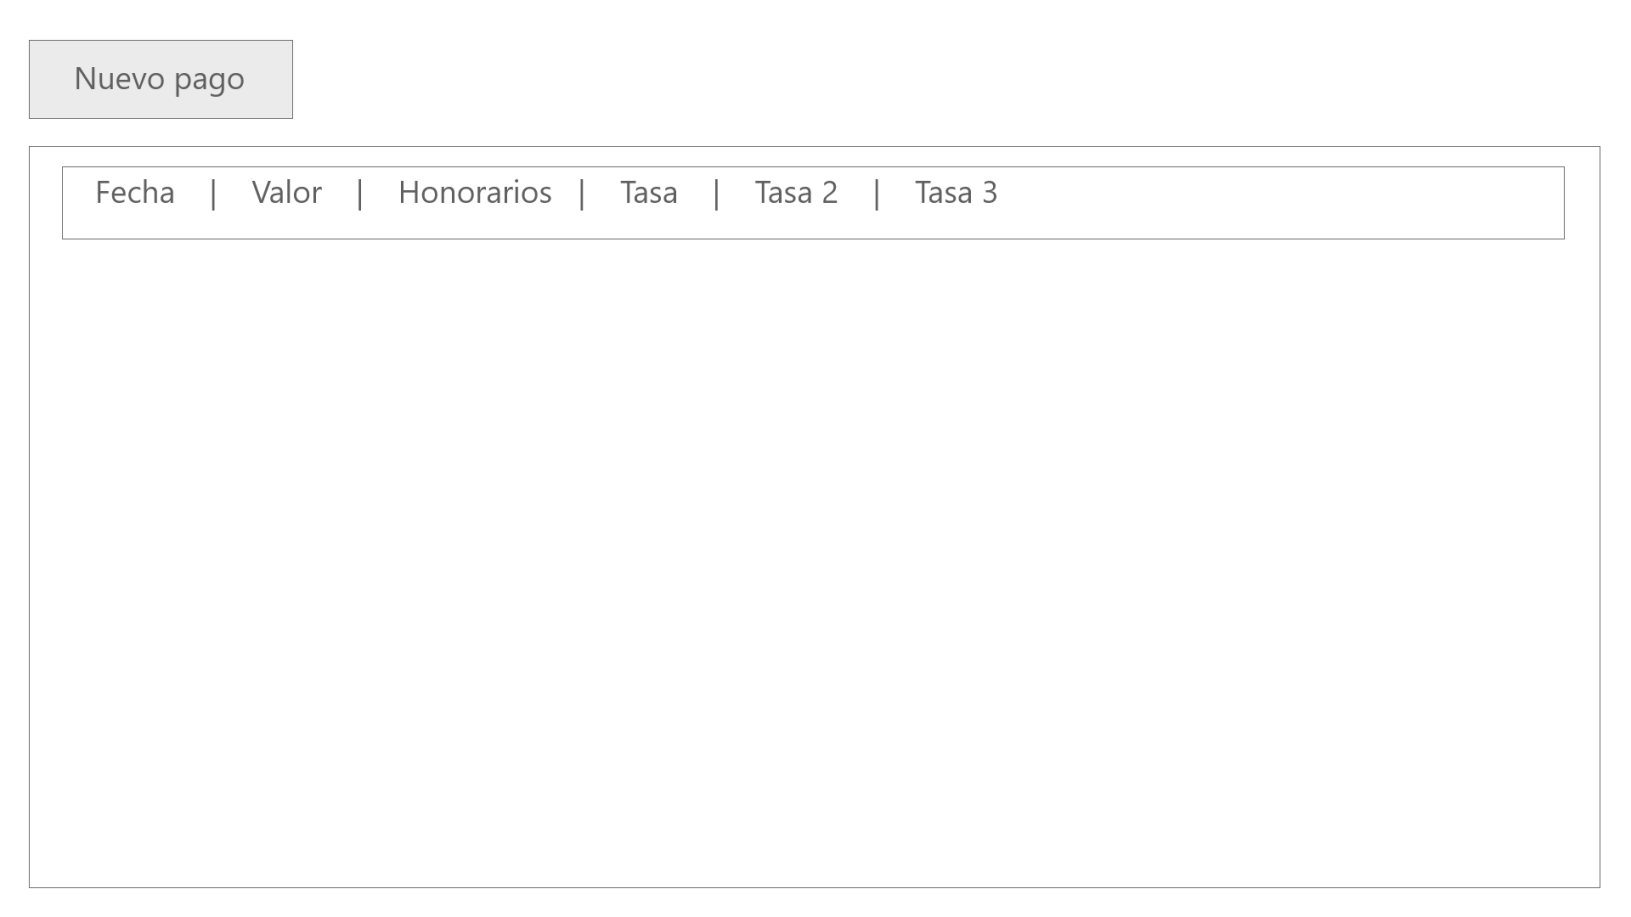 Nuevo pago
Fecha | Valor | Honorarios | Tasa | Tasa 2 | Tasa 3